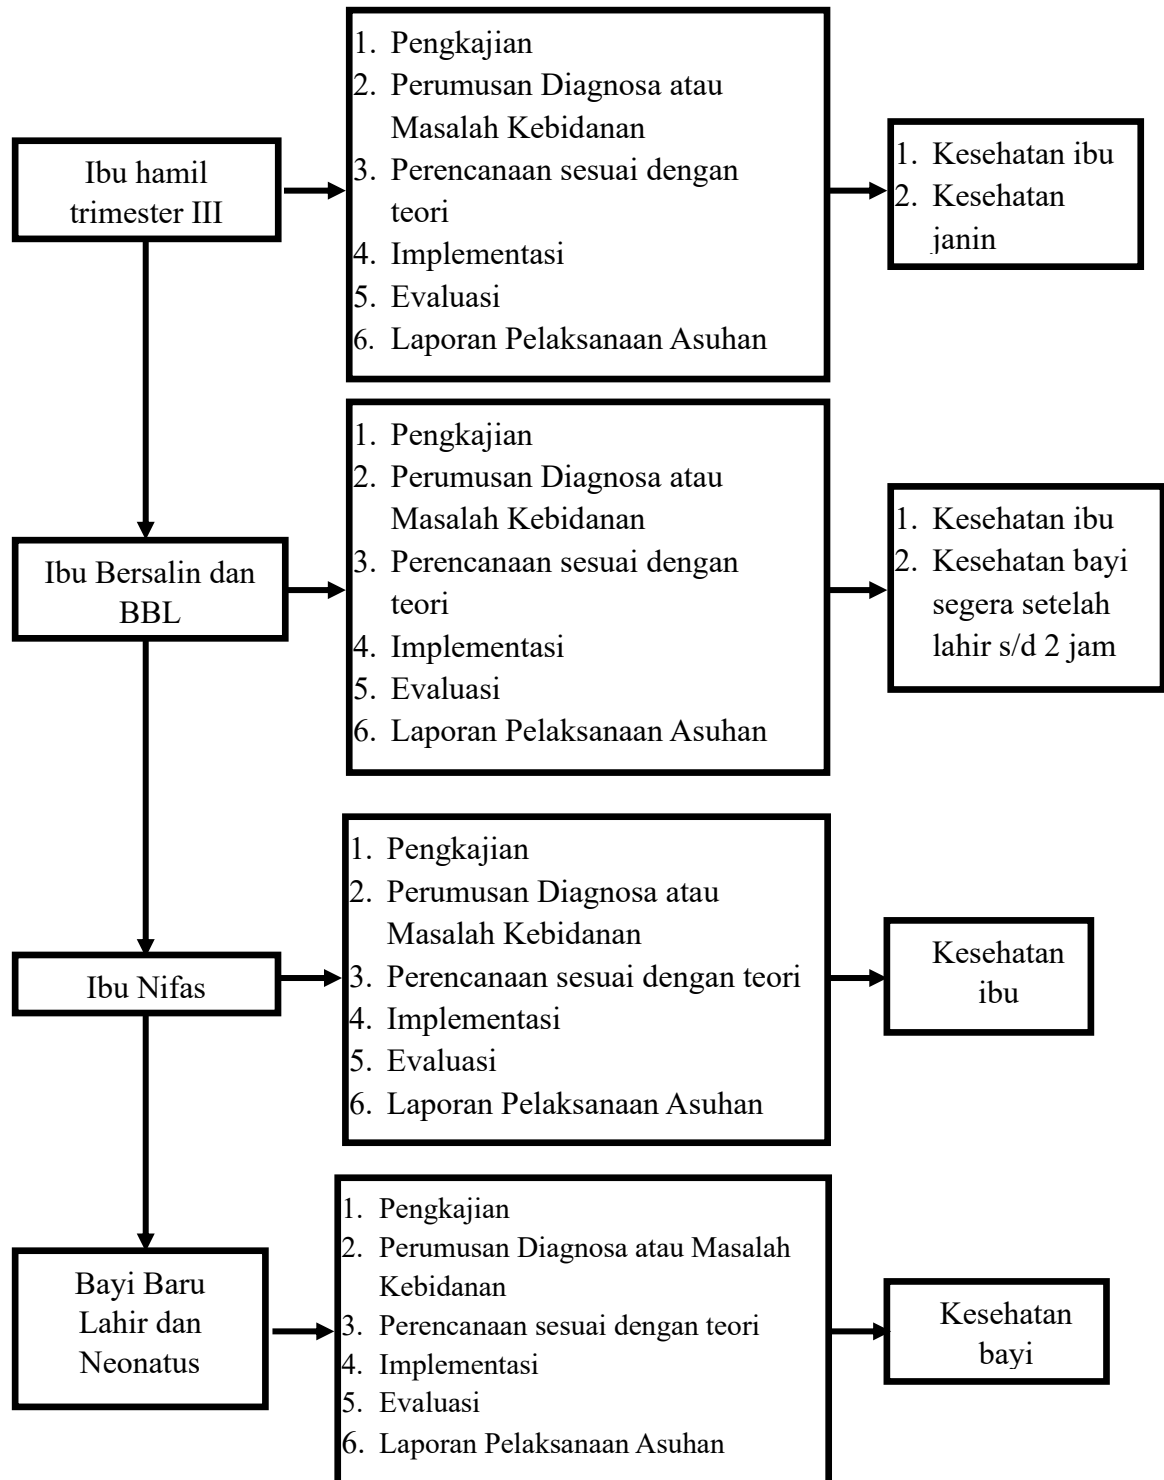 Ibu hamil
trimester III
1. Pengkajian
2. Perumusan Diagnosa atau
Masalah Kebidanan
3. Perencanaan sesuai dengan
teori
4. Implementasi
5. Evaluasi
6. Laporan Pelaksanaan Asuhan
1. Kesehatan ibu
2. Kesehatan
janin
Ibu Bersalin dan
BBL
1. Pengkajian
2. Perumusan Diagnosa atau
Masalah Kebidanan
3. Perencanaan sesuai dengan
teori
4. Implementasi
5. Evaluasi
6. Laporan Pelaksanaan Asuhan
1. Kesehatan ibu
2. Kesehatan bayi
segera setelah
lahir s/d 2 jam
Ibu Nifas
1. Pengkajian
2. Perumusan Diagnosa atau
Masalah Kebidanan
3. Perencanaan sesuai dengan teori
4. Implementasi
5. Evaluasi
6. Laporan Pelaksanaan Asuhan
Kesehatan
ibu
Bayi Baru
Lahir dan
Neonatus
1. Pengkajian
2. Perumusan Diagnosa atau Masalah
Kebidanan
3. Perencanaan sesuai dengan teori
4. Implementasi
5. Evaluasi
6. Laporan Pelaksanaan Asuhan
Kesehatan
bayi